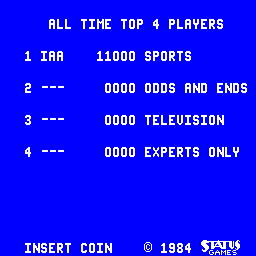 ALL TIME TOP 4 PLAYERS
1 IAA 11000 SPORTS
2 --- 0000 ODDS AND ENDS
3 --- 0000 TELEVISION
4 --- 0000 EXPERTS ONLY
INSERT COIN © 1984 STATUS GAMES